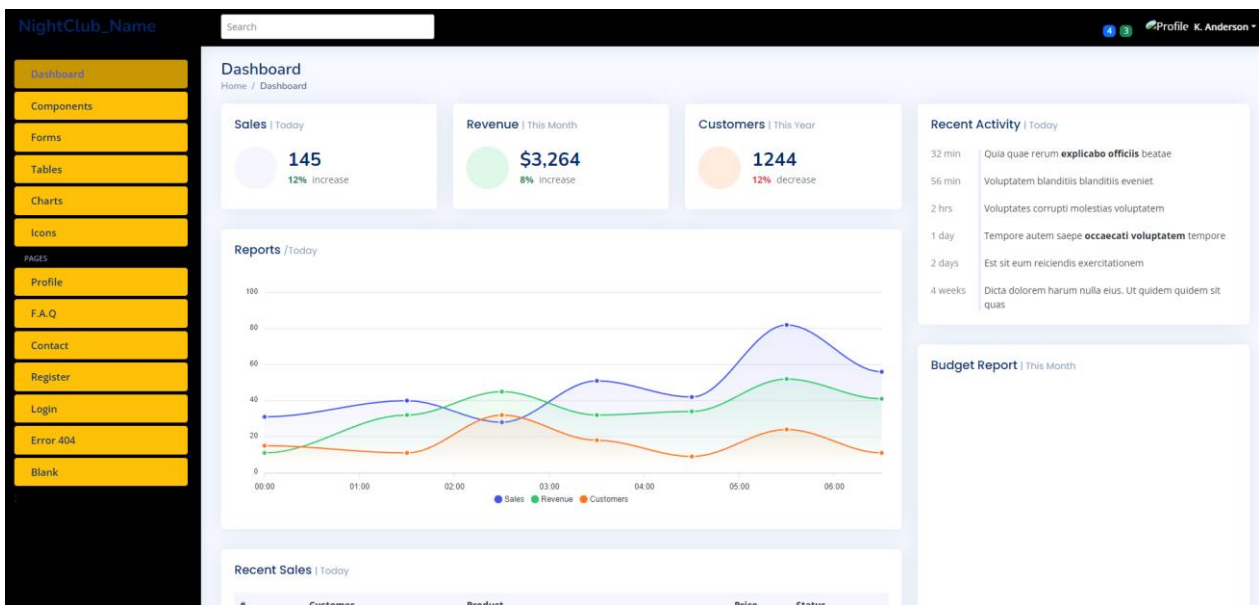 NightClub_Name
Search
4 3 Profile K. Anderson
Dashboard
Components
Forms
Tables
Charts
Icons
PAGES
Profile
F.A.Q
Contact
Register
Login
Error 404
Blank
Dashboard
Home / Dashboard
Sales | Today
145
12% increase
Revenue | This Month
$3,264
8% increase
Customers | This Year
1244
12% decrease
Reports /Today
100
80
60
40
20
0
00:00 01:00 02:00 03:00 04:00 05:00 06:00
Sales Revenue Customers
Recent Sales | Today
# Customer Product Price Status
Recent Activity | Today
32 min Quia quae rerum explicabo officiis beatae
56 min Voluptatem blanditiis blanditiis eveniet
2 hrs Voluptates corrupti molestias voluptatem
1 day Tempore autem saepe occaecati voluptatem tempore
2 days Est sit eum reiciendis exercitationem
4 weeks Dicta dolorem harum nulla eius. Ut quidem quidem sit
quas
Budget Report | This Month